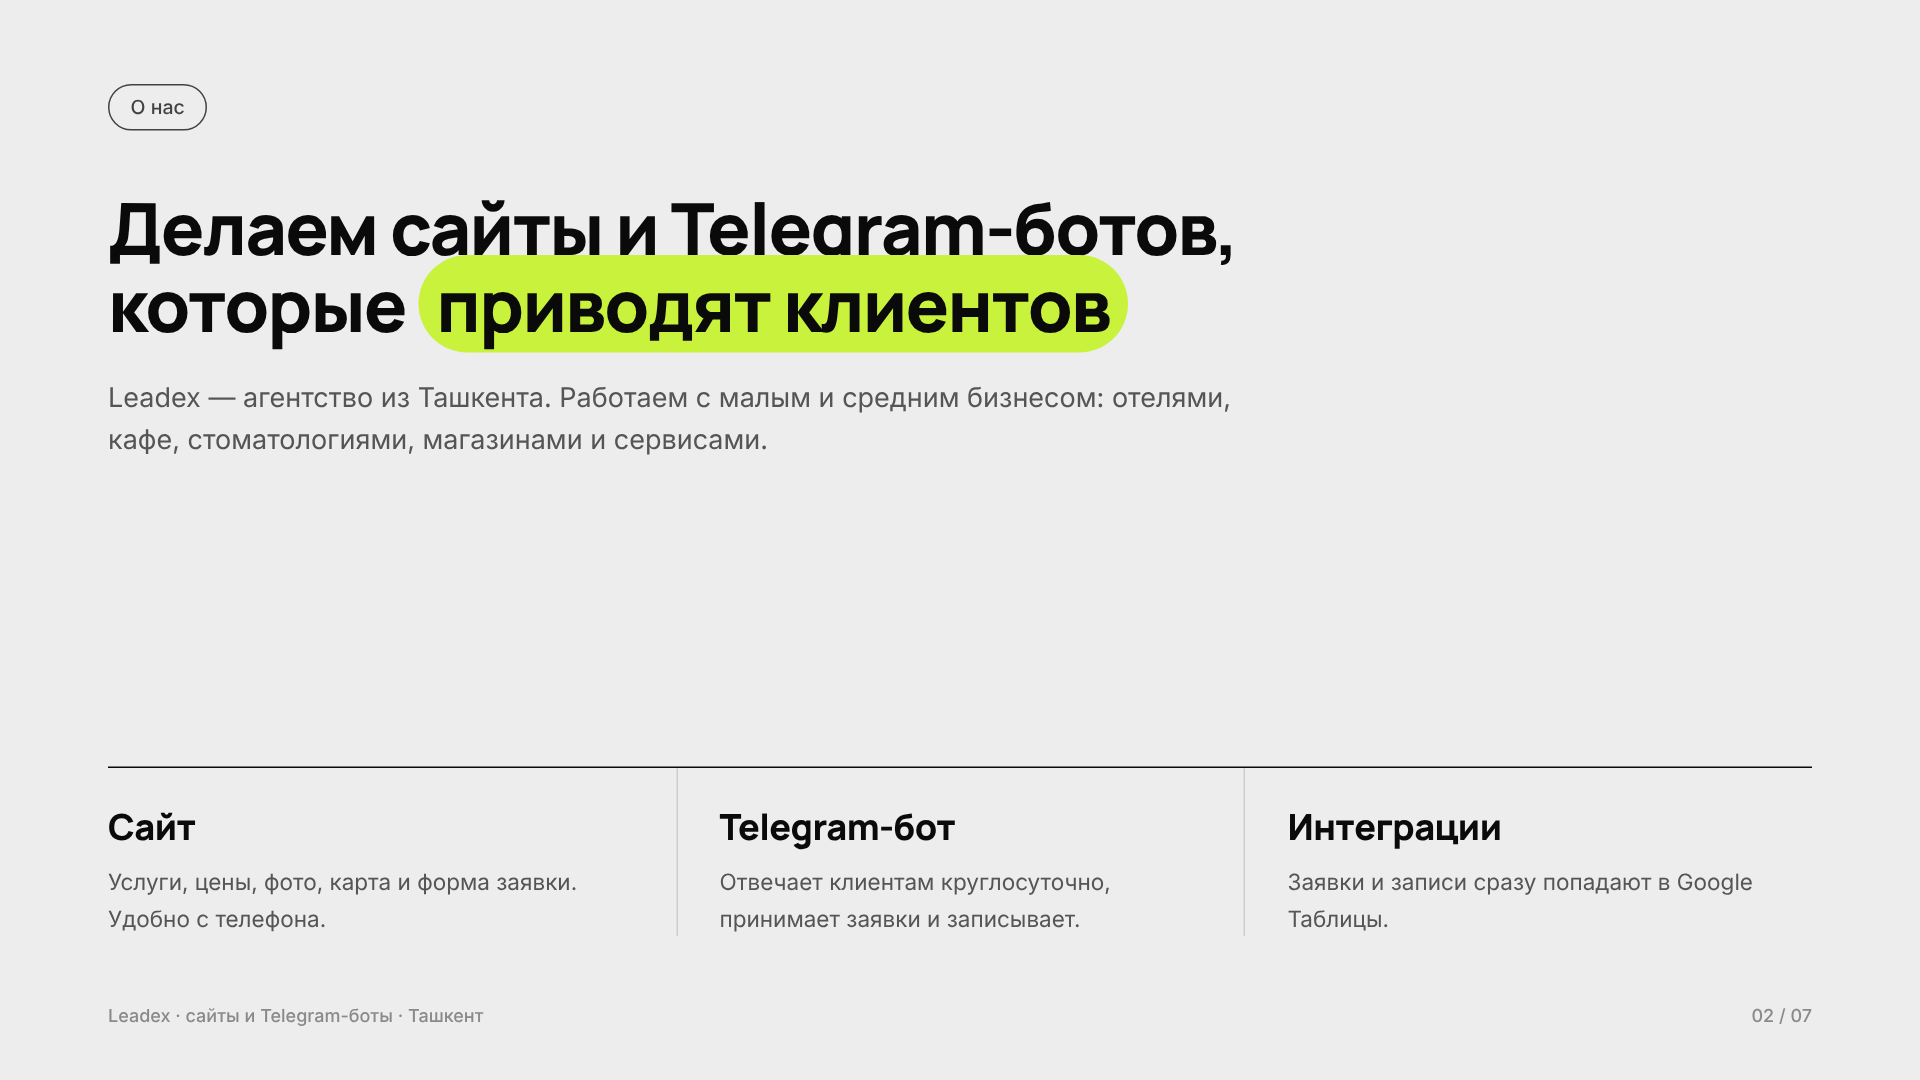 О нас
Делаем сайты и Telegram-ботов,
которые приводят клиентов
Leadex — агентство из Ташкента. Работаем с малым и средним бизнесом: отелями,
кафе, стоматологиями, магазинами и сервисами.
Сайт
Услуги, цены, фото, карта и форма заявки.
Удобно с телефона.
Telegram-бот
Отвечает клиентам круглосуточно,
принимает заявки и записывает.
Интеграции
Заявки и записи сразу попадают в Google
Таблицы.
Leadex · сайты и Telegram-боты · Ташкент
02 / 07